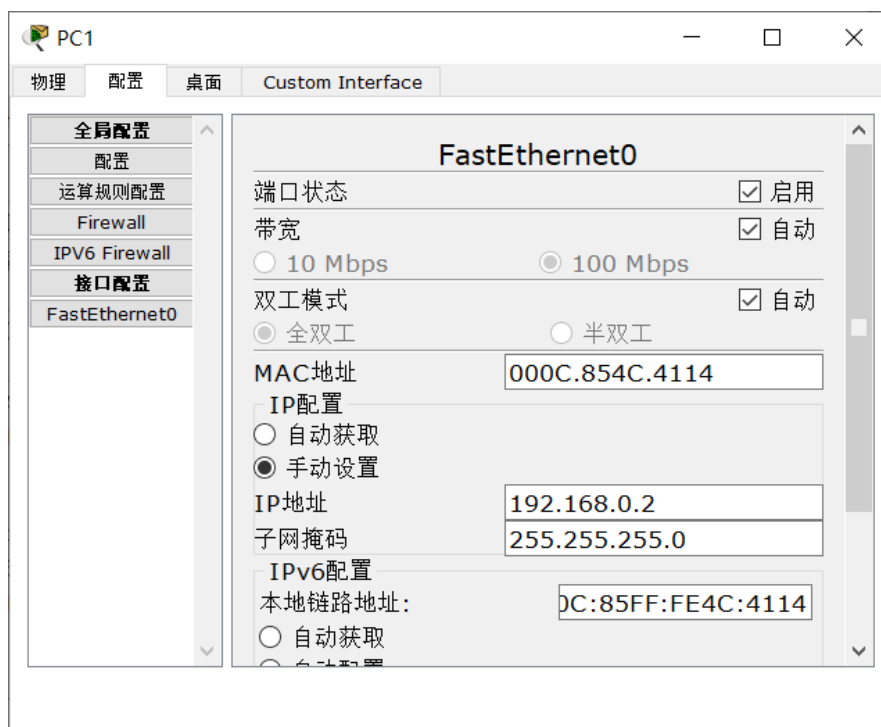 PC1
物理 配置 桌面 Custom Interface
全局配置
配置
运算规则配置
Firewall
IPV6 Firewall
接口配置
FastEthernet0
FastEthernet0
端口状态 启用
带宽 自动
10 Mbps 100 Mbps
双工模式 自动
全双工 半双工
MAC地址 000C.854C.4114
IP配置
自动获取
手动设置
IP地址 192.168.0.2
子网掩码 255.255.255.0
IPv6配置
本地链路地址: 0C:85FF:FE4C:4114
自动获取